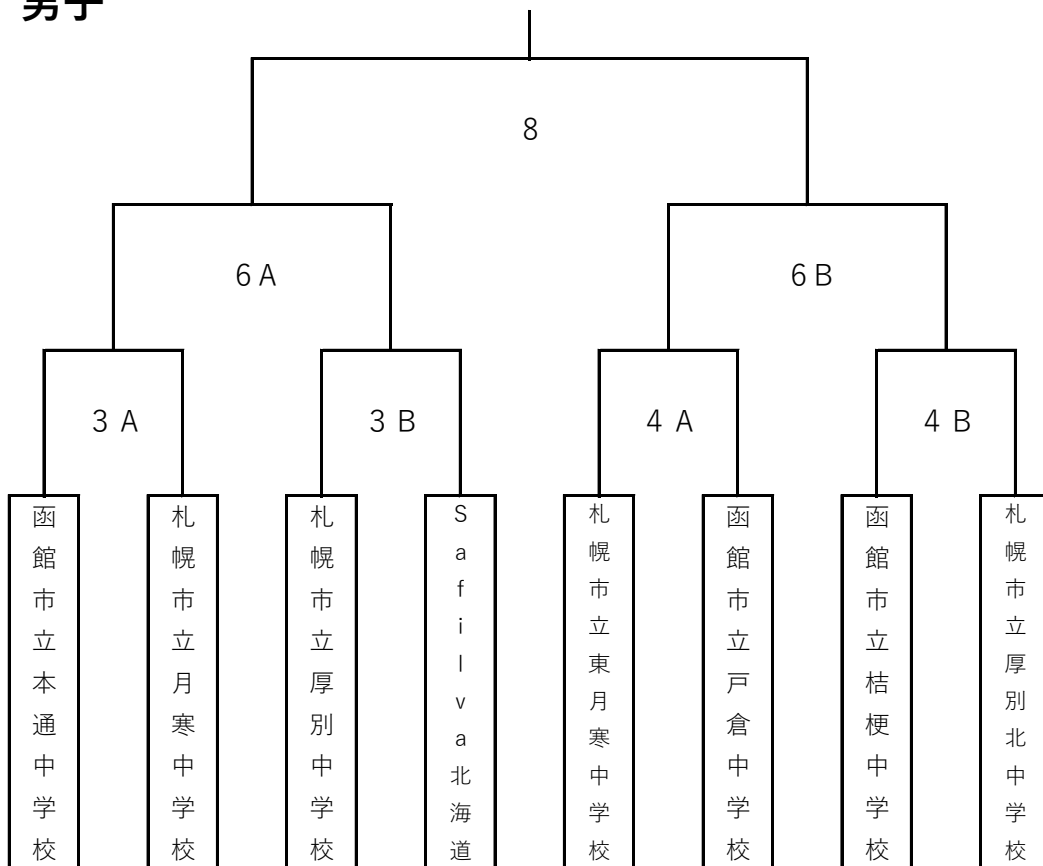 男子
8
6A
6B
3 A
3 B
4 A
4 B
函館市立本通中学校
札幌市立月寒中学校
札幌市立厚別中学校
Safilva北海道
札幌市立東月寒中学校
函館市立戸倉中学校
函館市立桔梗中学校
札幌市立厚別北中学校